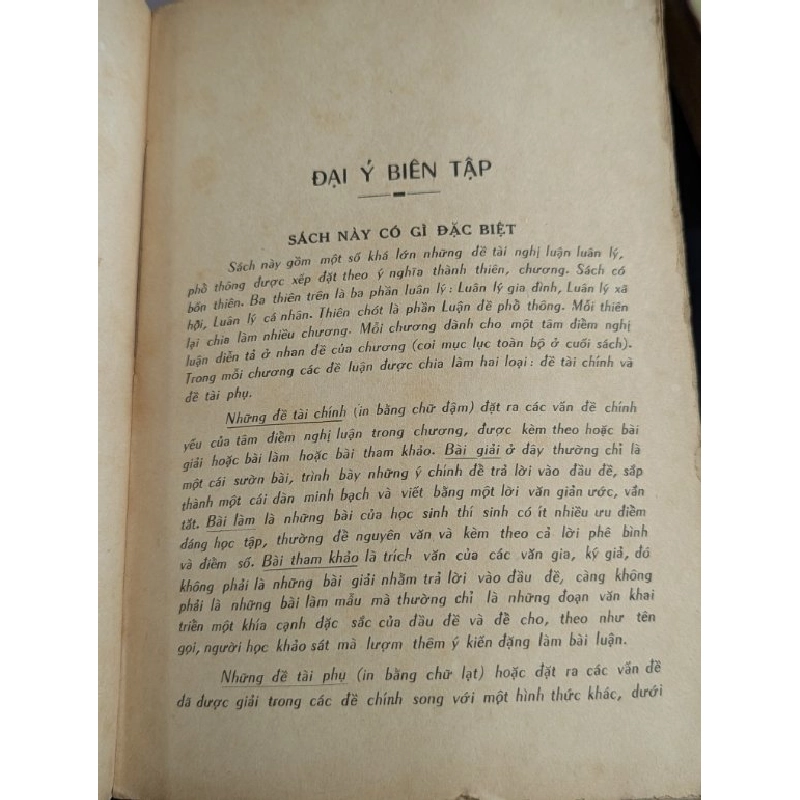 ĐẠI Ý BIÊN TẬP
SÁCH NÀY CÓ GÌ ĐẶC BIỆT
Sách này gồm một số khá lớn những đề tài nghị luận luân lý,
phổ thông được xếp đặt theo ý nghĩa thành thiên, chương. Sách có
bốn thiên. Ba thiên trên là ba phần luân lý : Luân lý gia đình, Luân lý xã
hội, Luân lý cá nhân. Thiên chót là phần Luận đề phổ thông. Mỗi thiên
lại chia làm nhiều chương. Mỗi chương dành cho một tâm điểm nghị
luận diễn tả ở nhan đề của chương (coi mục lục toàn bộ ở cuối sách).
Trong mỗi chương các đề luận được chia làm hai loại : đề tài chính và
đề tài phụ.
Những đề tài chính (in bằng chữ đậm) đặt ra các vấn đề chính
yếu của tâm điểm nghị luận trong chương, được kèm theo hoặc bài
giải hoặc bài làm hoặc bài tham khảo. Bài giải ở đây thường chỉ là
một cái sườn bài, trình bày những ý chính để trả lời vào đầu đề, sắp
thành một cái dàn minh bạch và viết bằng một lời văn giản ước, vắn
tắt. Bài làm là những bài của học sinh thí sinh có ít nhiều ưu điểm
đáng học tập, thường để nguyên văn và kèm theo cả lời phê bình
và điểm số. Bài tham khảo là trích văn của các văn gia, ký giả, đó
không phải là những bài giải nhằm trả lời vào đầu đề, càng không
phải là những bài làm mẫu mà thường chỉ là những đoạn văn khai
triển một khía cạnh đặc sắc của đầu đề và để cho, theo như tên
gọi, người học khảo sát mà lượm thêm ý kiến đặng làm bài luận.
Những đề tài phụ (in bằng chữ lạt) hoặc đặt ra các vấn đề
đã được giải trong các đề chính song với một hình thức khác, dưới